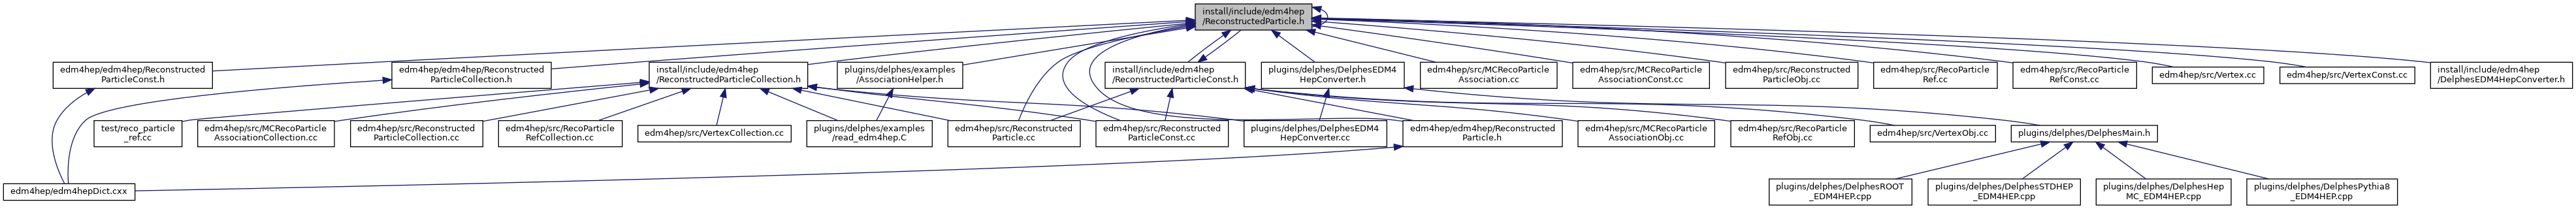 install/include/edm4hep
/ReconstructedParticle.h
edm4hep/edm4hep/Reconstructed
ParticleConst.h
edm4hep/edm4hep/Reconstructed
ParticleCollection.h
install/include/edm4hep
/ReconstructedParticleCollection.h
plugins/delphes/examples
/AssociationHelper.h
install/include/edm4hep
/ReconstructedParticleConst.h
plugins/delphes/DelphesEDM4
HepConverter.h
edm4hep/src/MCRecoParticle
Association.cc
edm4hep/src/MCRecoParticle
AssociationConst.cc
edm4hep/src/Reconstructed
ParticleObj.cc
edm4hep/src/RecoParticle
Ref.cc
edm4hep/src/RecoParticle
RefConst.cc
edm4hep/src/Vertex.cc
edm4hep/src/VertexConst.cc
install/include/edm4hep
/DelphesEDM4HepConverter.h
test/reco_particle
_ref.cc
edm4hep/src/MCRecoParticle
AssociationCollection.cc
edm4hep/src/Reconstructed
ParticleCollection.cc
edm4hep/src/RecoParticle
RefCollection.cc
edm4hep/src/VertexCollection.cc
plugins/delphes/examples
/read_edm4hep.C
edm4hep/src/Reconstructed
Particle.cc
edm4hep/src/Reconstructed
ParticleConst.cc
plugins/delphes/DelphesEDM4
HepConverter.cc
edm4hep/edm4hep/Reconstructed
Particle.h
edm4hep/src/MCRecoParticle
AssociationObj.cc
edm4hep/src/RecoParticle
RefObj.cc
edm4hep/src/VertexObj.cc
plugins/delphes/DelphesMain.h
edm4hep/edm4hepDict.cxx
plugins/delphes/DelphesROOT
_EDM4HEP.cpp
plugins/delphes/DelphesSTDHEP
_EDM4HEP.cpp
plugins/delphes/DelphesHep
MC_EDM4HEP.cpp
plugins/delphes/DelphesPythia8
_EDM4HEP.cpp